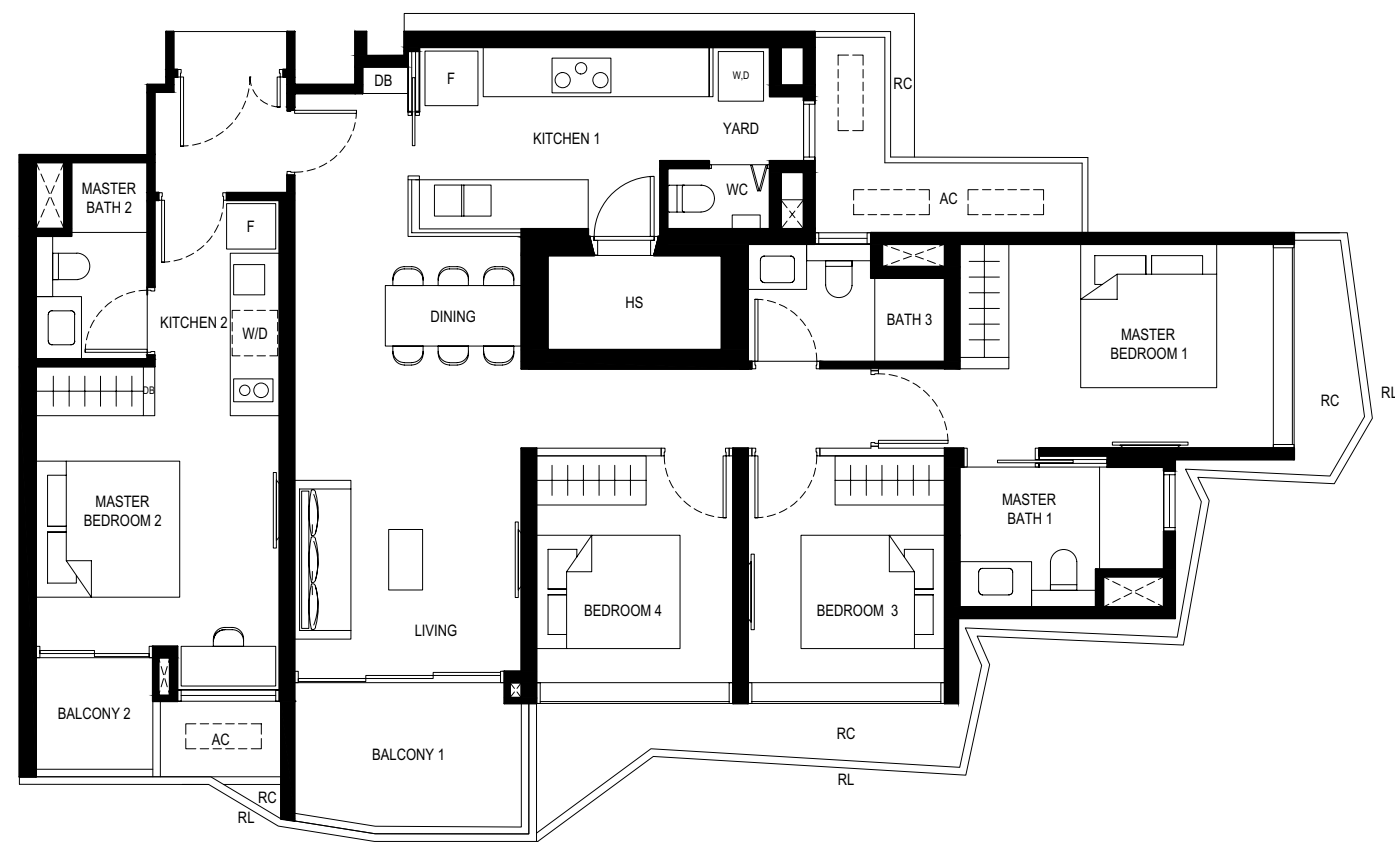 DB
F
W,D
RC
KITCHEN 1
YARD
MASTER
BATH 2
WC
AC
F
HS
DINING
BATH 3
KITCHEN 2
W/D
MASTER
BEDROOM 1
DB
RC
RL
MASTER
BEDROOM 2
MASTER
BATH 1
BEDROOM 4
BEDROOM 3
LIVING
BALCONY 2
AC
BALCONY 1
RC
RL
RC
RL